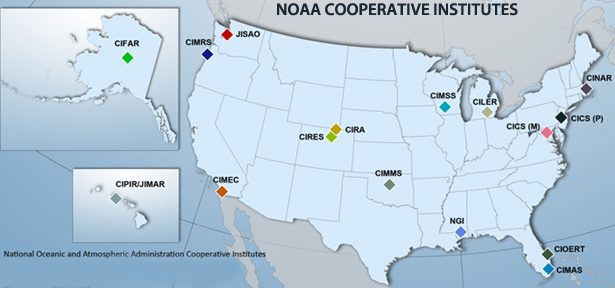 NOAA COOPERATIVE INSTITUTES
CIFAR
CIMRS
JISAO
CIMSS
CILER
CINAR
CICS (P)
CICS (M)
CIRA
CIRES
CIMMS
CIMEC
CIPIR/JIMAR
NGI
CIOERT
CIMAS
National Oceanic and Atmospheric Administration Cooperative Institutes